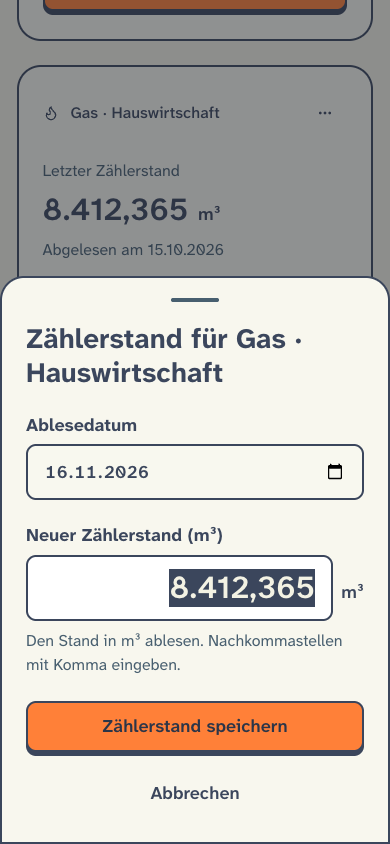 Gas · Hauswirtschaft
Letzter Zählerstand
8.412,365 m³
Abgelesen am 15.10.2026
Zählerstand für Gas ·
Hauswirtschaft
Ablesedatum
16.11.2026
Neuer Zählerstand (m³)
8.412,365 m³
Den Stand in m³ ablesen. Nachkommastellen
mit Komma eingeben.
Zählerstand speichern
Abbrechen